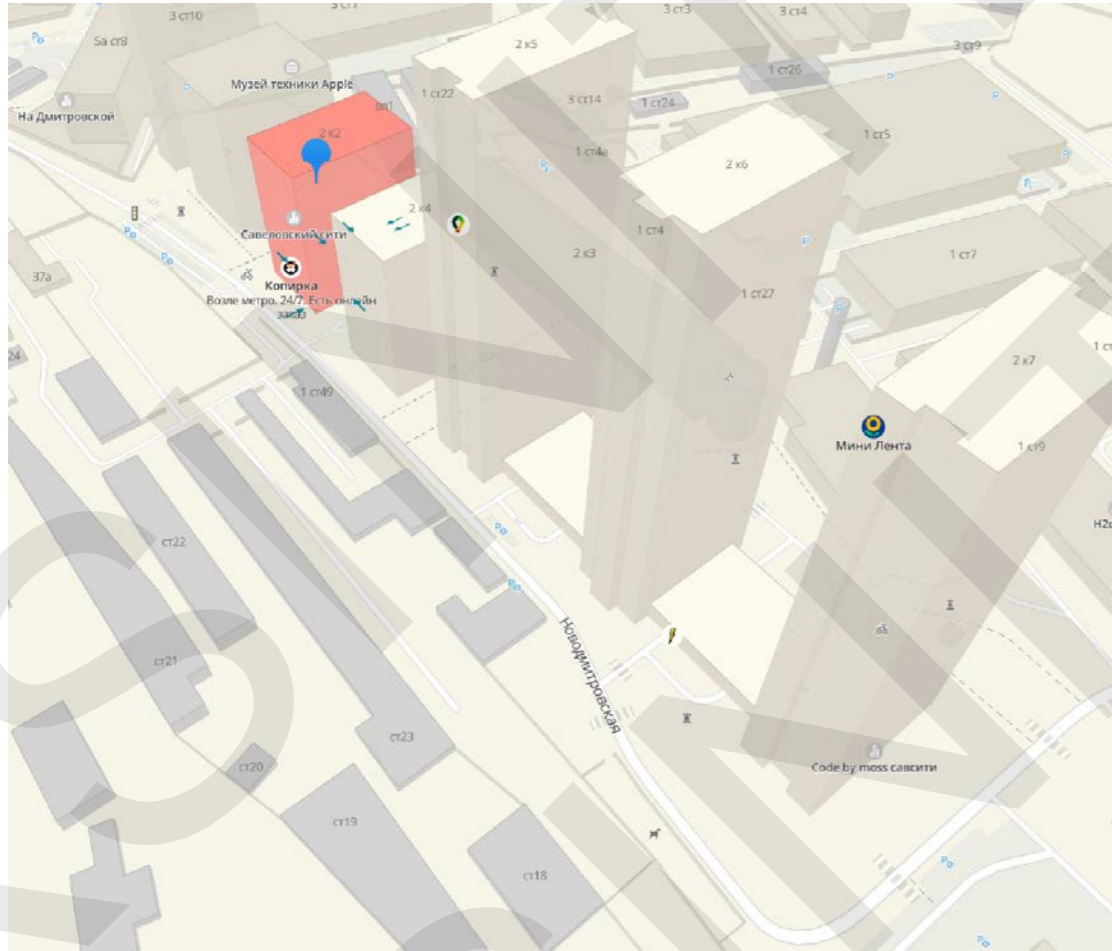 3 ст10
3 ст1
3 ст3
3 ст4
5а ст8
2 к5
3 ст9
Музей техники Apple
1 ст26
На Дмитровской
вл1
1 ст22
3 ст14
1 ст24
2 к2
1 ст5
1 ст4а
2 к6
2 к4
Савеловский сити
1 ст4
2 к3
1 ст7
37а
Копирка
Возле метро. 24/7. Есть онлайн
заказ
1 ст27
24
2 к7
1 ст49
Мини Лента
1 ст9
ст22
Новодмитровская
ст21
ст23
ст20
Code by moss савсити
ст19
ст18